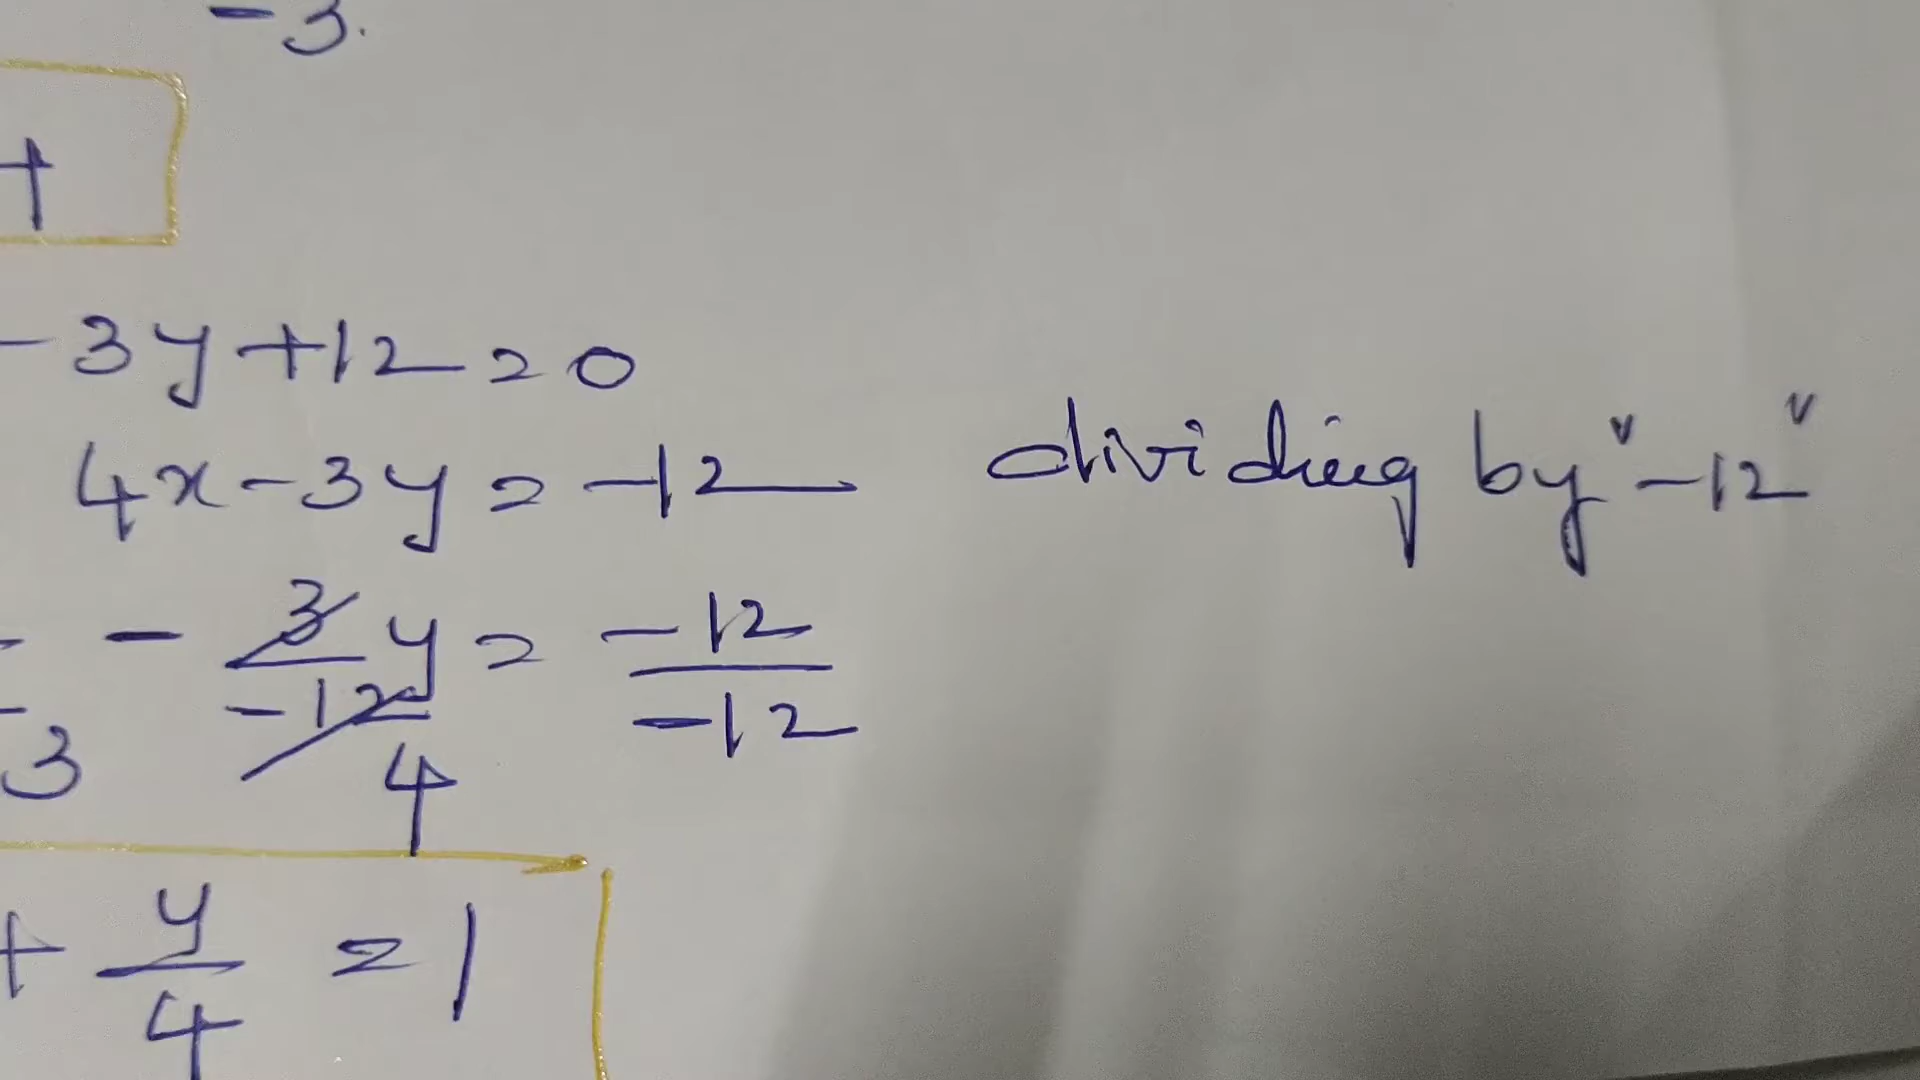 -3.
+
-3y+12=0
4x-3y=-12 dividing by "-12"
- - 3/-12 y = -12/-12
3 4
+ y/4 = 1